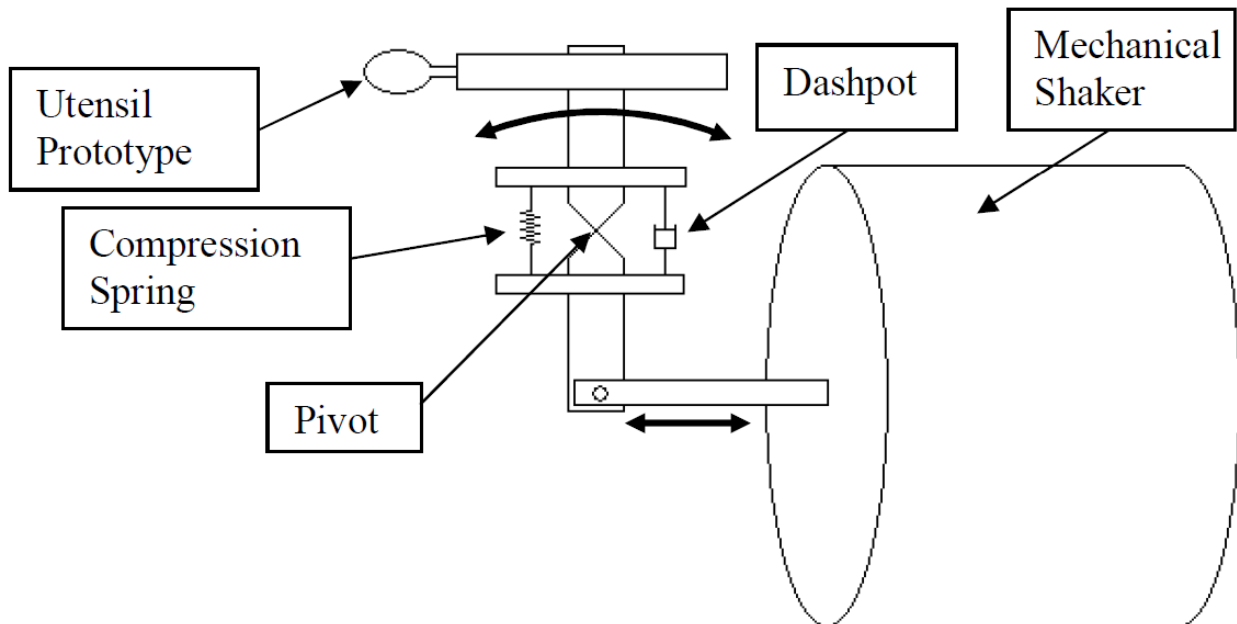 Utensil
Prototype
Dashpot
Mechanical
Shaker
Compression
Spring
Pivot